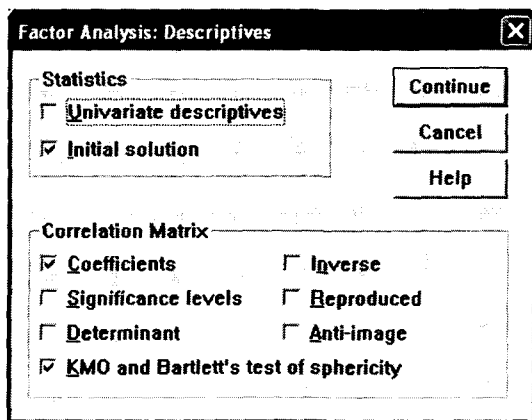 Factor Analysis: Descriptives
Statistics
Univariate descriptives
Initial solution
Continue
Cancel
Help
Correlation Matrix
Coefficients
Inverse
Significance levels
Reproduced
Determinant
Anti-image
KMO and Bartlett's test of sphericity